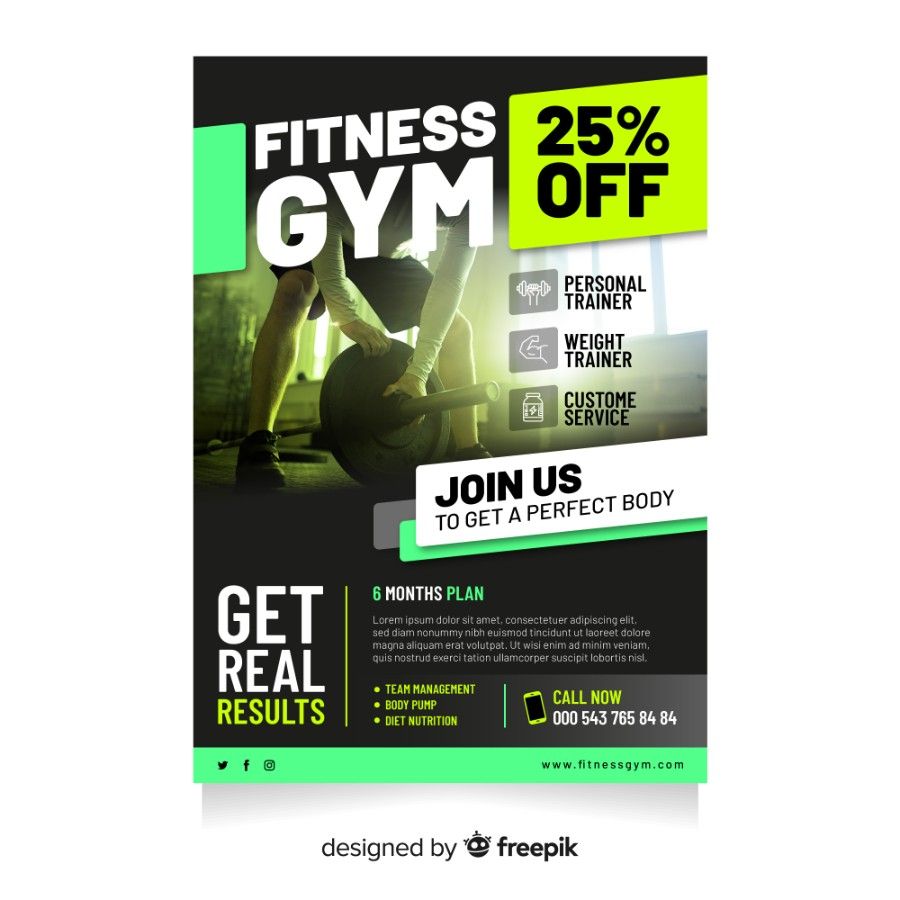 FITNESS
GYM
25%
OFF
PERSONAL
TRAINER
WEIGHT
TRAINER
CUSTOME
SERVICE
JOIN US
TO GET A PERFECT BODY
GET
REAL
RESULTS
6 MONTHS PLAN
Lorem ipsum dolor sit amet, consectetuer adipiscing elit,
sed diam nonummy nibh euismod tincidunt ut laoreet dolore
magna aliquam erat volutpat. Ut wisi enim ad minim veniam,
quis nostrud exerci tation ullamcorper suscipit lobortis nisl.
• TEAM MANAGEMENT
• BODY PUMP
• DIET NUTRITION
CALL NOW
000 543 765 84 84
www.fitnessgym.com
designed by freepik